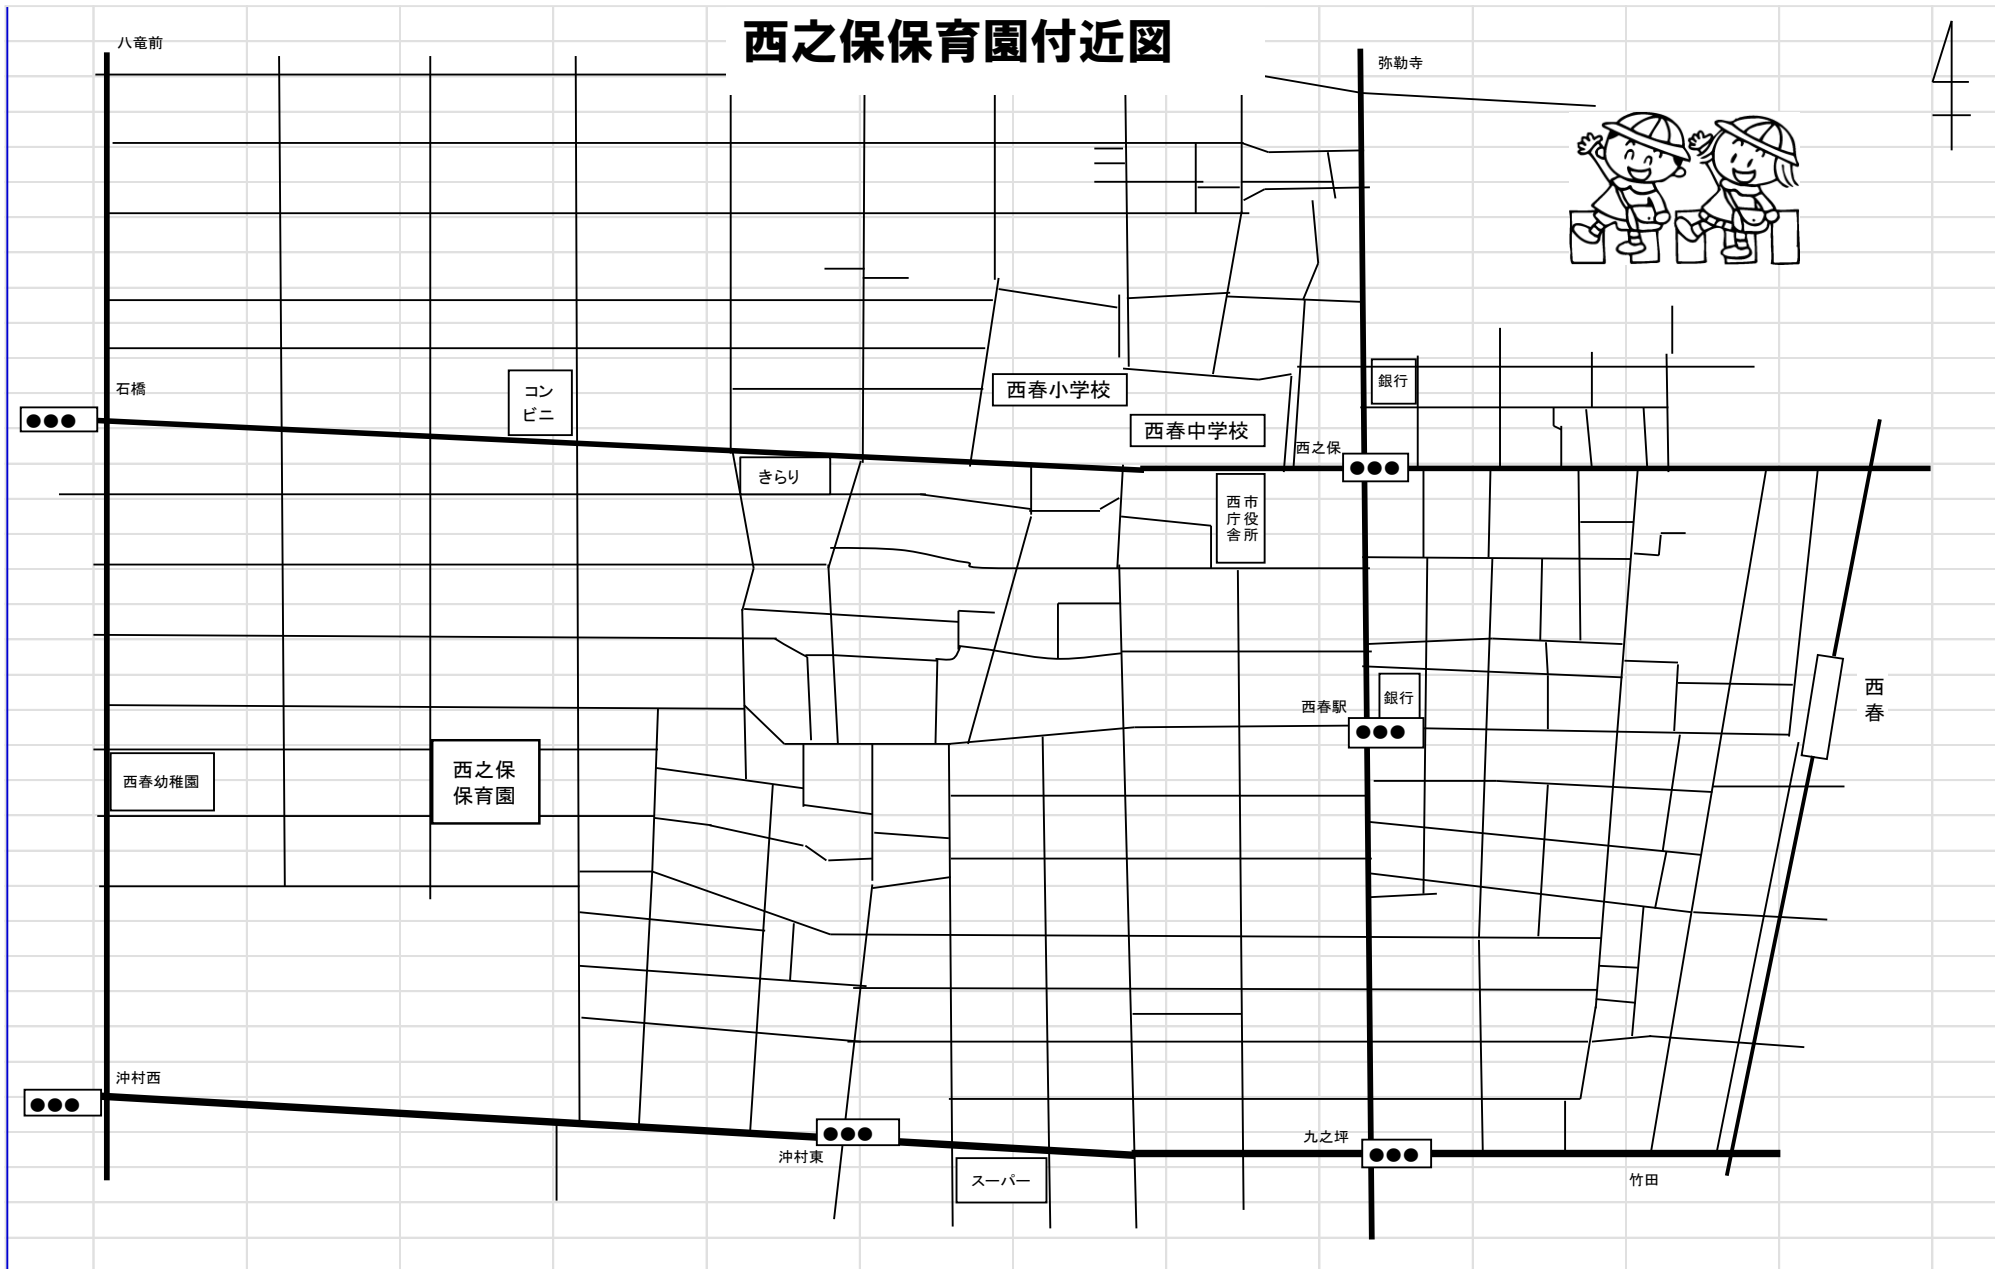 西之保保育園付近図
八竜前
弥勒寺
石橋
コン
ビニ
西春小学校
銀行
西春中学校
西之保
きらり
市役所
西庁舎
西春
銀行
西春駅
西春幼稚園
西之保
保育園
沖村西
沖村東
九之坪
スーパー
竹田